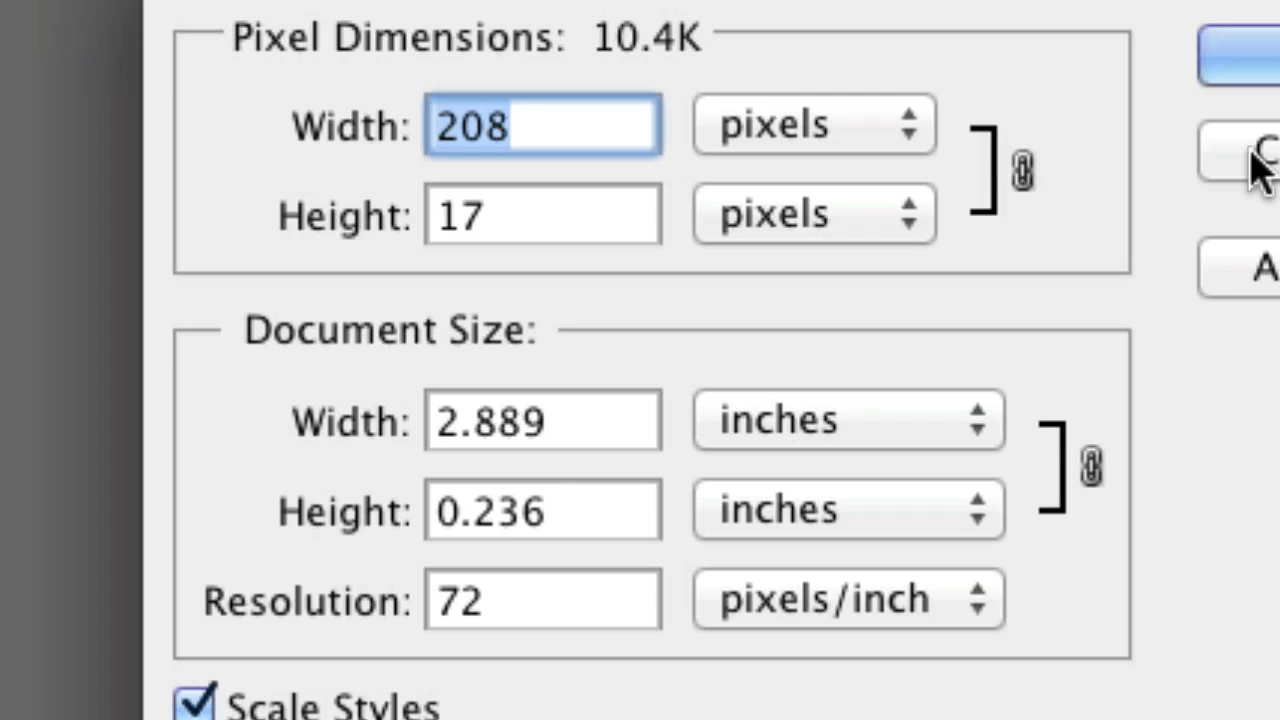 Pixel Dimensions: 10.4K
Width: 208 pixels
Height: 17 pixels
Document Size:
Width: 2.889 inches
Height: 0.236 inches
Resolution: 72 pixels/inch
Scale Styles
C
A